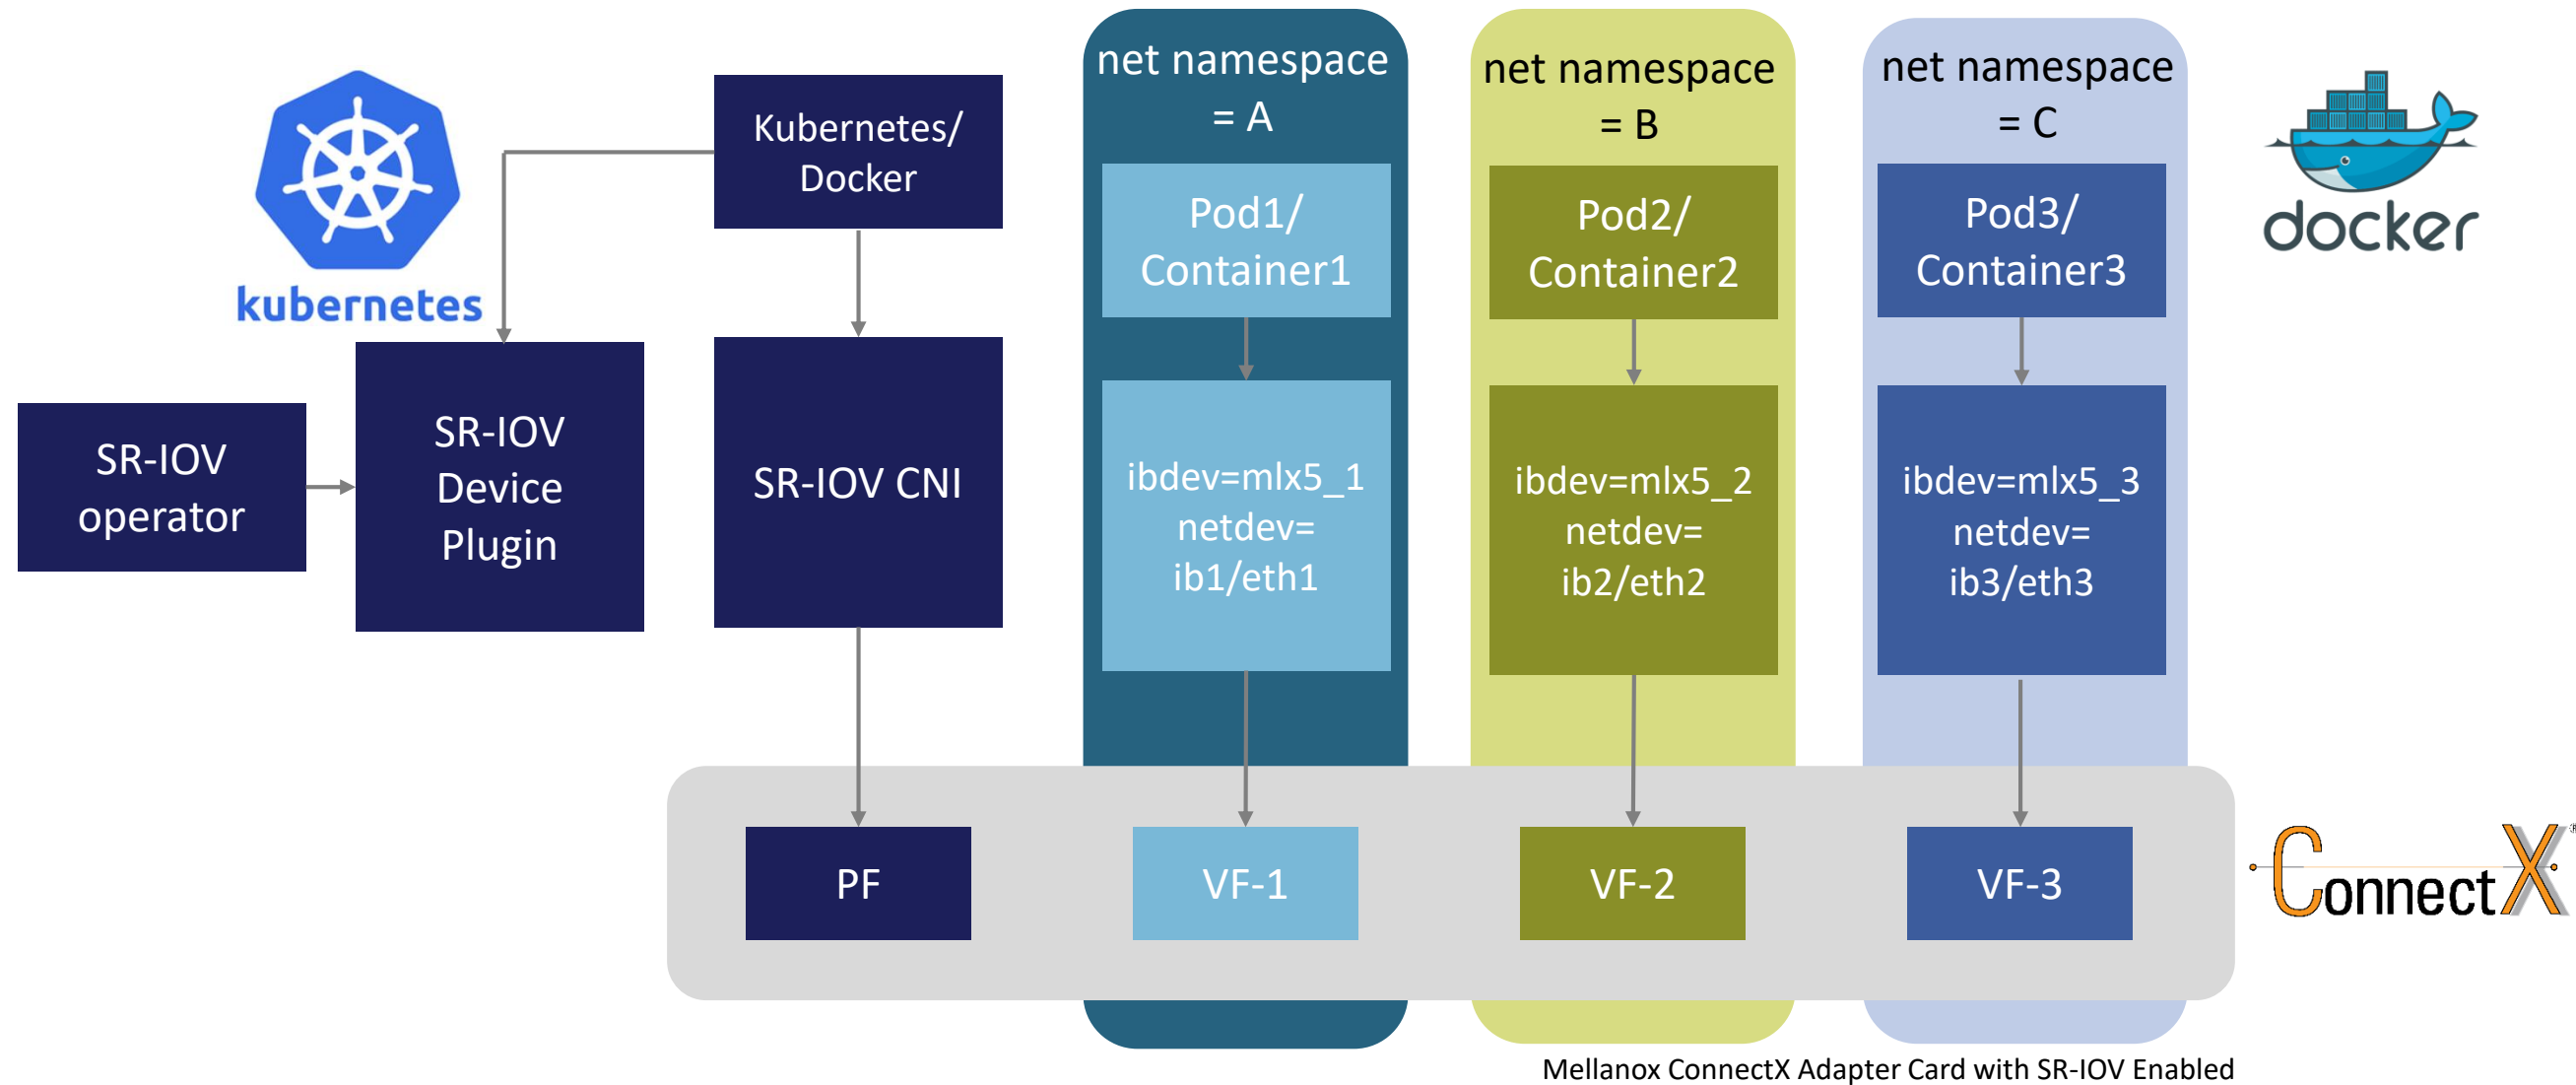 kubernetes
Kubernetes/
Docker
SR-IOV
operator
SR-IOV
Device
Plugin
SR-IOV CNI
PF
net namespace
= A
Pod1/
Container1
ibdev=mlx5_1
netdev=
ib1/eth1
VF-1
net namespace
= B
Pod2/
Container2
ibdev=mlx5_2
netdev=
ib2/eth2
VF-2
net namespace
= C
Pod3/
Container3
ibdev=mlx5_3
netdev=
ib3/eth3
VF-3
docker
ConnectX®
Mellanox ConnectX Adapter Card with SR-IOV Enabled